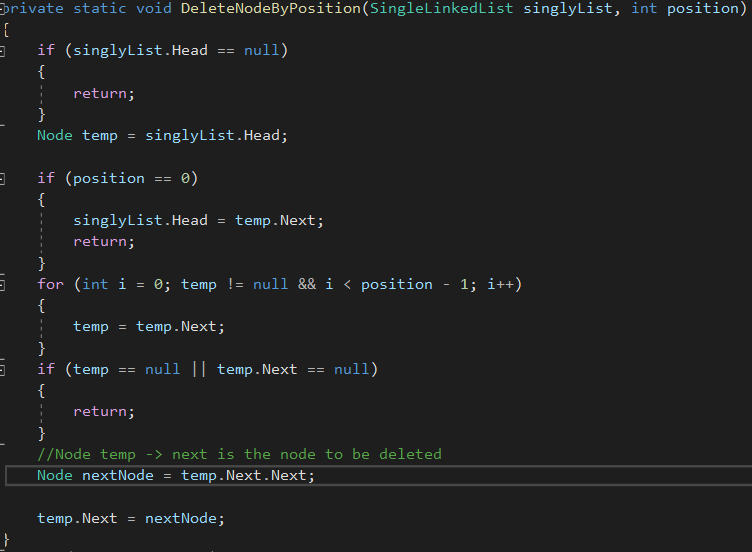 private static void DeleteNodeByPosition(SingleLinkedList singlyList, int position)
{
if (singlyList.Head == null)
{
return;
}
Node temp = singlyList.Head;
if (position == 0)
{
singlyList.Head = temp.Next;
return;
}
for (int i = 0; temp != null && i < position - 1; i++)
{
temp = temp.Next;
}
if (temp == null || temp.Next == null)
{
return;
}
//Node temp -> next is the node to be deleted
Node nextNode = temp.Next.Next;
temp.Next = nextNode;
}